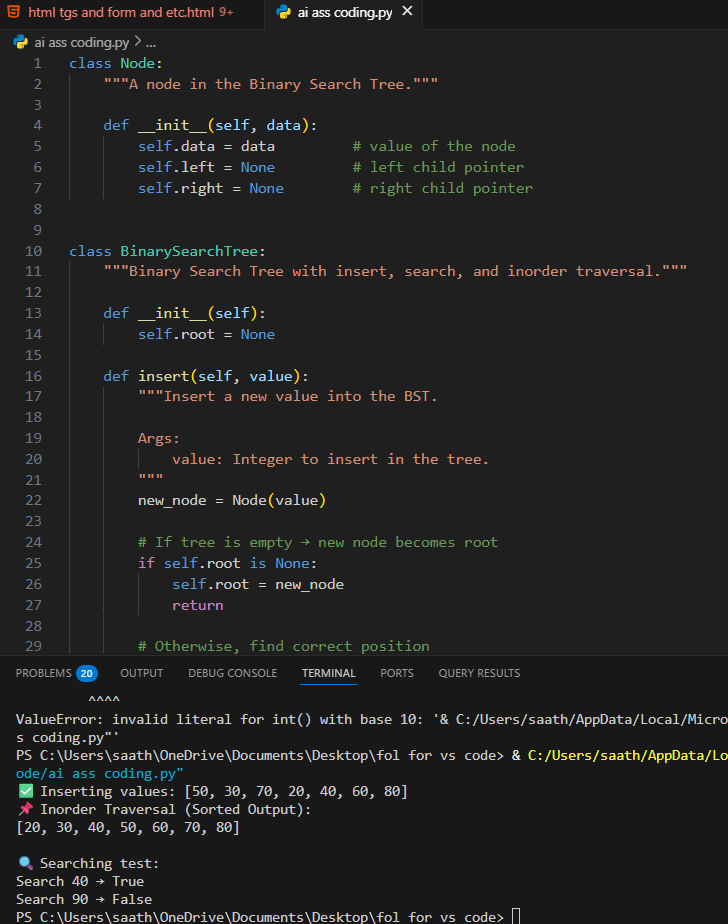 html tgs and form and etc.html 9+
ai ass coding.py ×
ai ass coding.py > ...
1 class Node:
2 """A node in the Binary Search Tree."""
3
4 def __init__(self, data):
5 self.data = data # value of the node
6 self.left = None # left child pointer
7 self.right = None # right child pointer
8
9
10 class BinarySearchTree:
11 """Binary Search Tree with insert, search, and inorder traversal."""
12
13 def __init__(self):
14 self.root = None
15
16 def insert(self, value):
17 """Insert a new value into the BST.
18
19 Args:
20 value: Integer to insert in the tree.
21 """
22 new_node = Node(value)
23
24 # If tree is empty → new node becomes root
25 if self.root is None:
26 self.root = new_node
27 return
28
29 # Otherwise, find correct position
PROBLEMS 20 OUTPUT DEBUG CONSOLE TERMINAL PORTS QUERY RESULTS
^^^^
ValueError: invalid literal for int() with base 10: '& C:/Users/saath/AppData/Local/Micro
s coding.py"'
PS C:\Users\saath\OneDrive\Documents\Desktop\fol for vs code> & C:/Users/saath/AppData/Lo
ode/ai ass coding.py"
✅ Inserting values: [50, 30, 70, 20, 40, 60, 80]
📌 Inorder Traversal (Sorted Output):
[20, 30, 40, 50, 60, 70, 80]
🔍 Searching test:
Search 40 → True
Search 90 → False
PS C:\Users\saath\OneDrive\Documents\Desktop\fol for vs code>